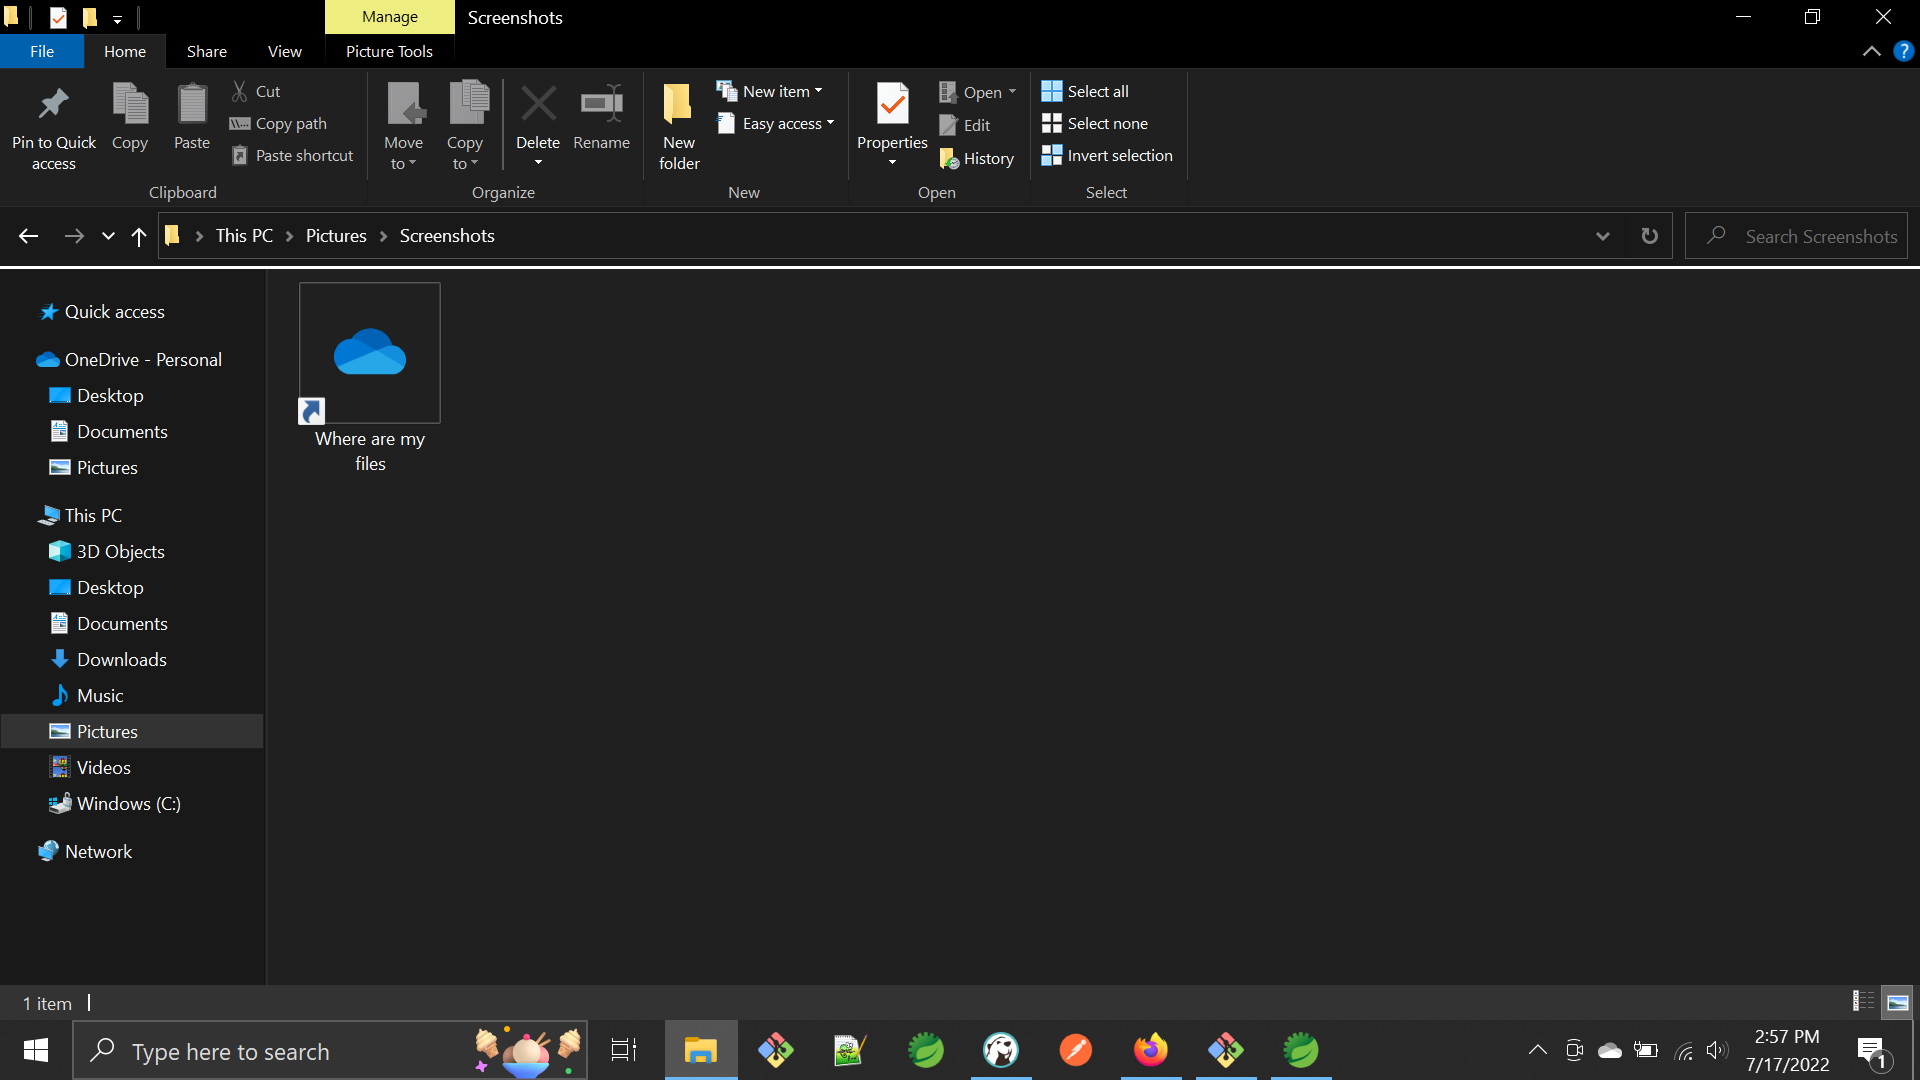 Manage
Screenshots
File
Home
Share
View
Picture Tools
?
Pin to Quick
access
Copy
Paste
Cut
Copy path
Paste shortcut
Clipboard
Move
to
Copy
to
Delete
Rename
Organize
New
folder
New item
Easy access
New
Properties
Open
Edit
History
Open
Select all
Select none
Invert selection
Select
This PC
Pictures
Screenshots
Search Screenshots
Where are my
files
Quick access
OneDrive - Personal
Desktop
Documents
Pictures
This PC
3D Objects
Desktop
Documents
Downloads
Music
Pictures
Videos
Windows (C:)
Network
1 item
Type here to search
2:57 PM
7/17/2022
1